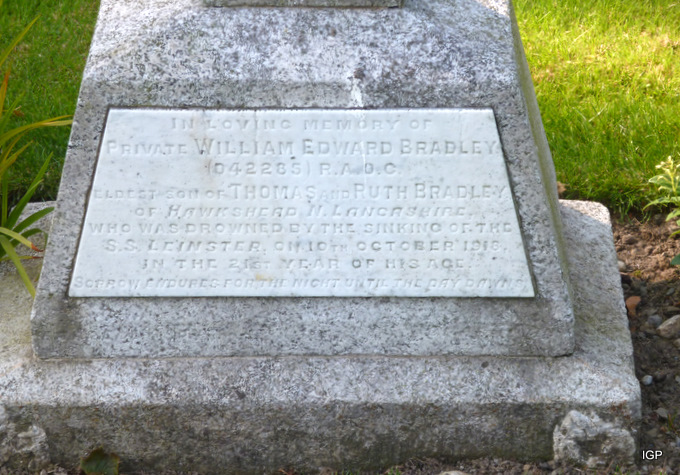 IN LOVING MEMORY OF
PRIVATE WILLIAM EDWARD BRADLEY
(042285) R.A.O.C.
ELDEST SON OF THOMAS AND RUTH BRADLEY
OF HAWKSHEAD N. LANCASHIRE.
WHO WAS DROWNED BY THE SINKING OF THE
S.S. LEINSTER, ON 10TH OCTOBER 1918,
IN THE 21ST YEAR OF HIS AGE.
SORROW ENDURES FOR THE NIGHT UNTIL THE DAY DAWNS
IGP